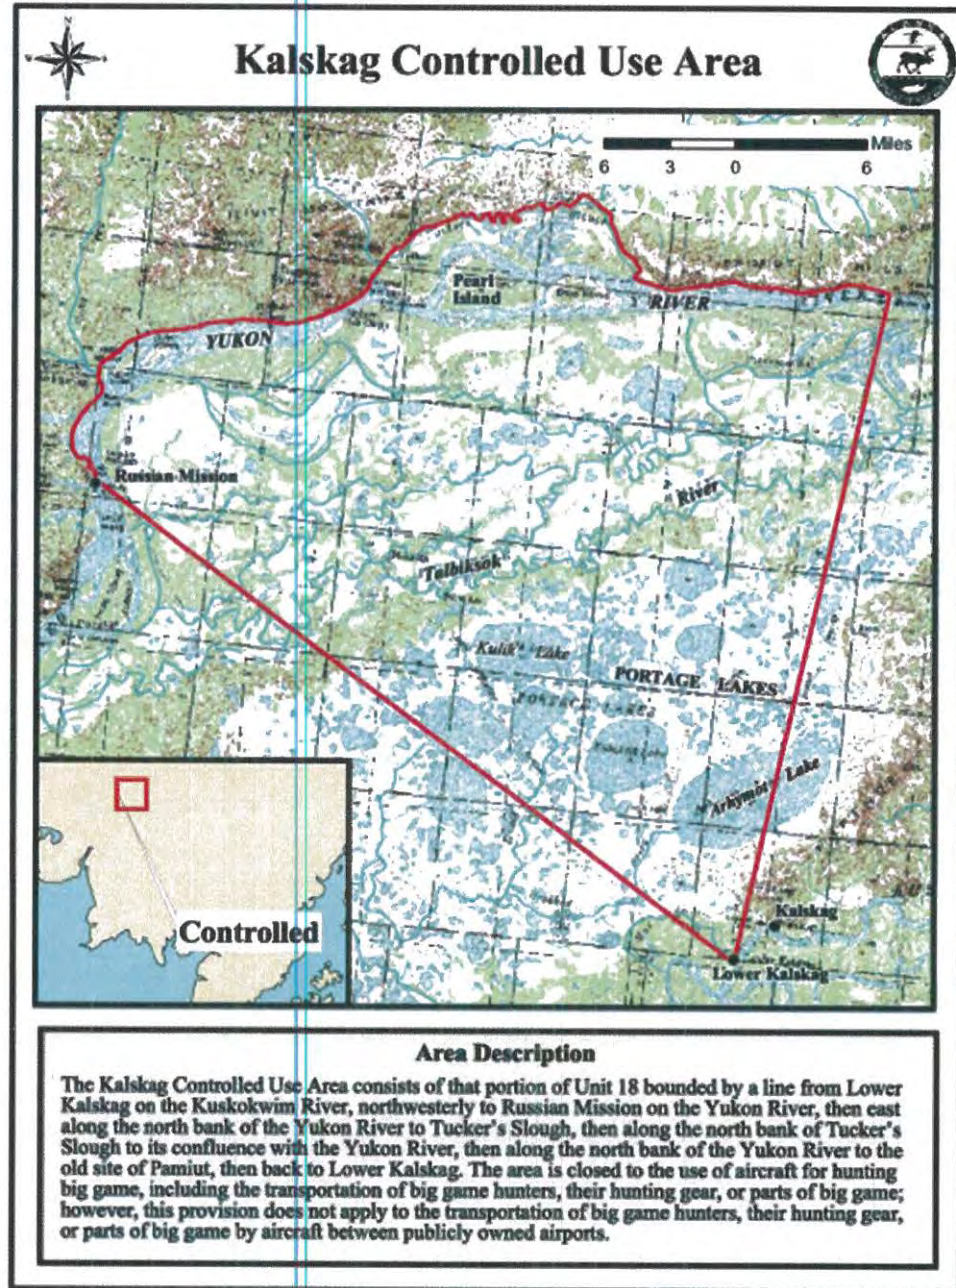 Kalskag Controlled Use Area
Miles
6 3 0 6
Pearl
Island
RIVER
YUKON
Russian Mission
River
Talbiksok
Kulik Lake
PORTAGE LAKES
PORTAGE LAKES
Arhymot Lake
Kalskag
Lower Kalskag
Controlled
Area Description
The Kalskag Controlled Use Area consists of that portion of Unit 18 bounded by a line from Lower
Kalskag on the Kuskokwim River, northwesterly to Russian Mission on the Yukon River, then east
along the north bank of the Yukon River to Tucker's Slough, then along the north bank of Tucker's
Slough to its confluence with the Yukon River, then along the north bank of the Yukon River to the
old site of Pamiut, then back to Lower Kalskag. The area is closed to the use of aircraft for hunting
big game, including the transportation of big game hunters, their hunting gear, or parts of big game;
however, this provision does not apply to the transportation of big game hunters, their hunting gear,
or parts of big game by aircraft between publicly owned airports.